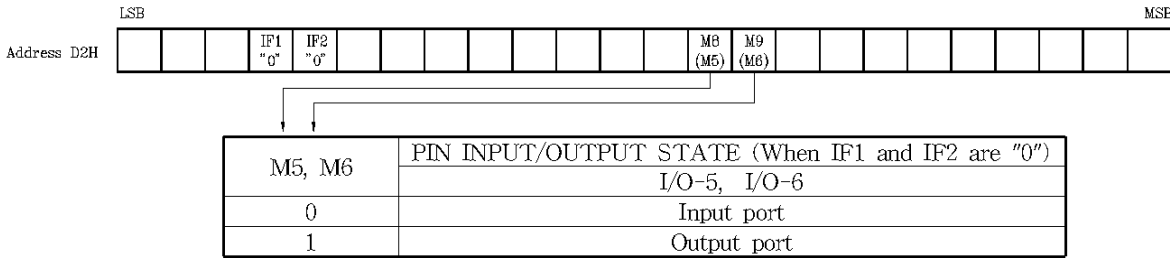 LSB MSB
Address D2H IF1 "0" IF2 "0" M8 (M5) M9 (M6)
M5, M6 PIN INPUT/OUTPUT STATE (When IF1 and IF2 are "0")
I/O-5, I/O-6
0 Input port
1 Output port